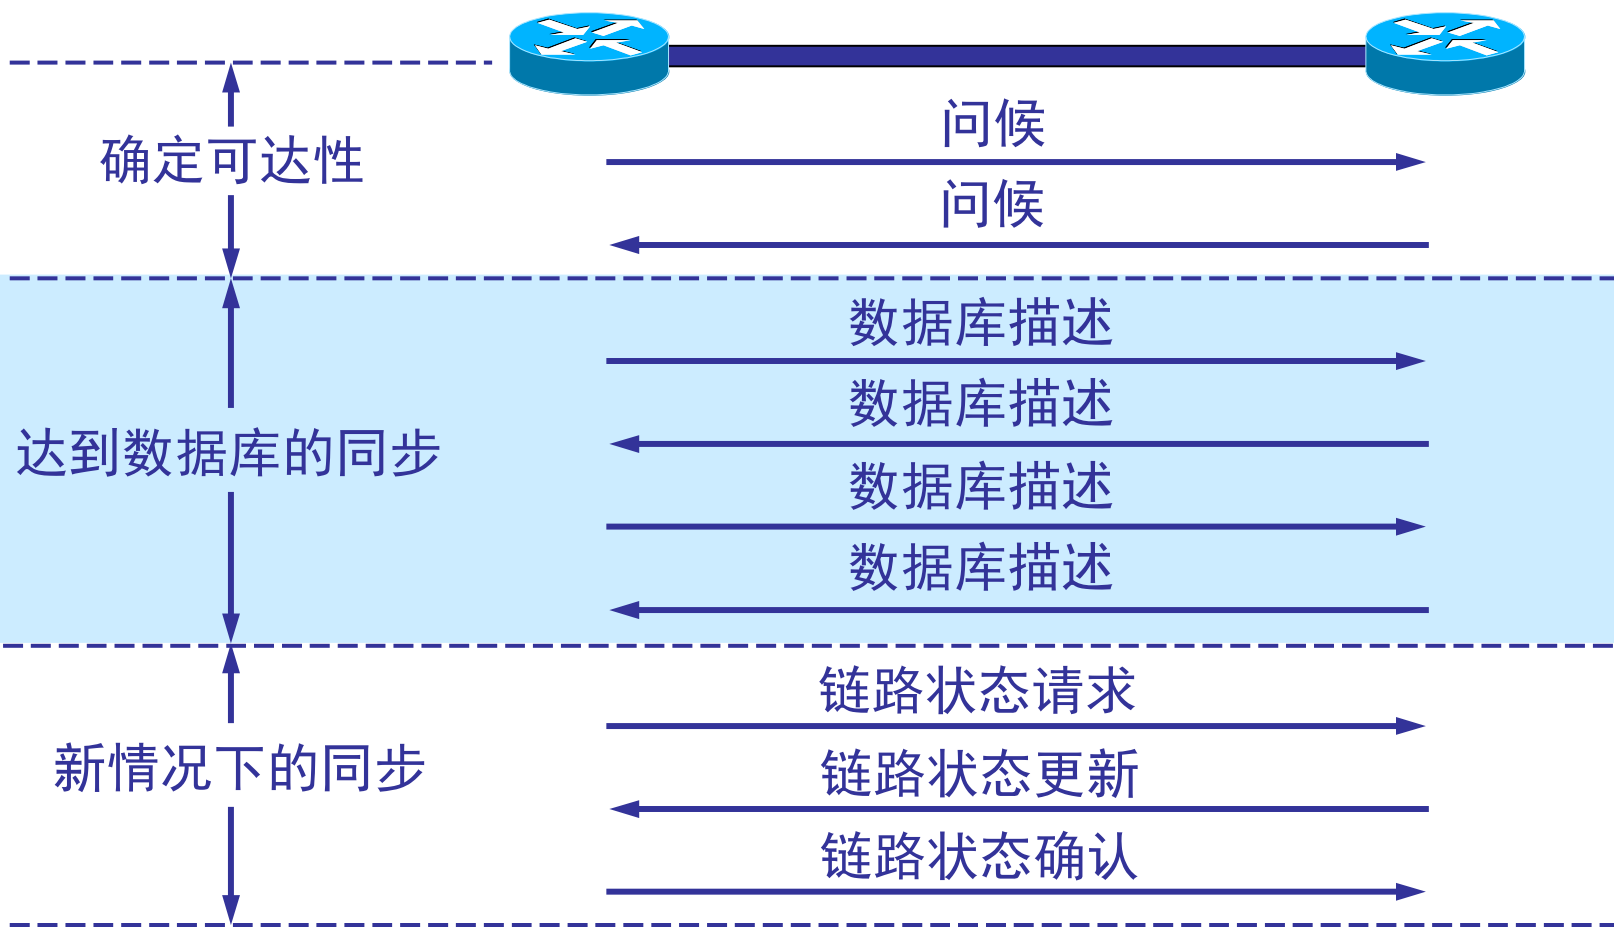 问候
确定可达性
问候
数据库描述
数据库描述
达到数据库的同步
数据库描述
数据库描述
链路状态请求
新情况下的同步
链路状态更新
链路状态确认